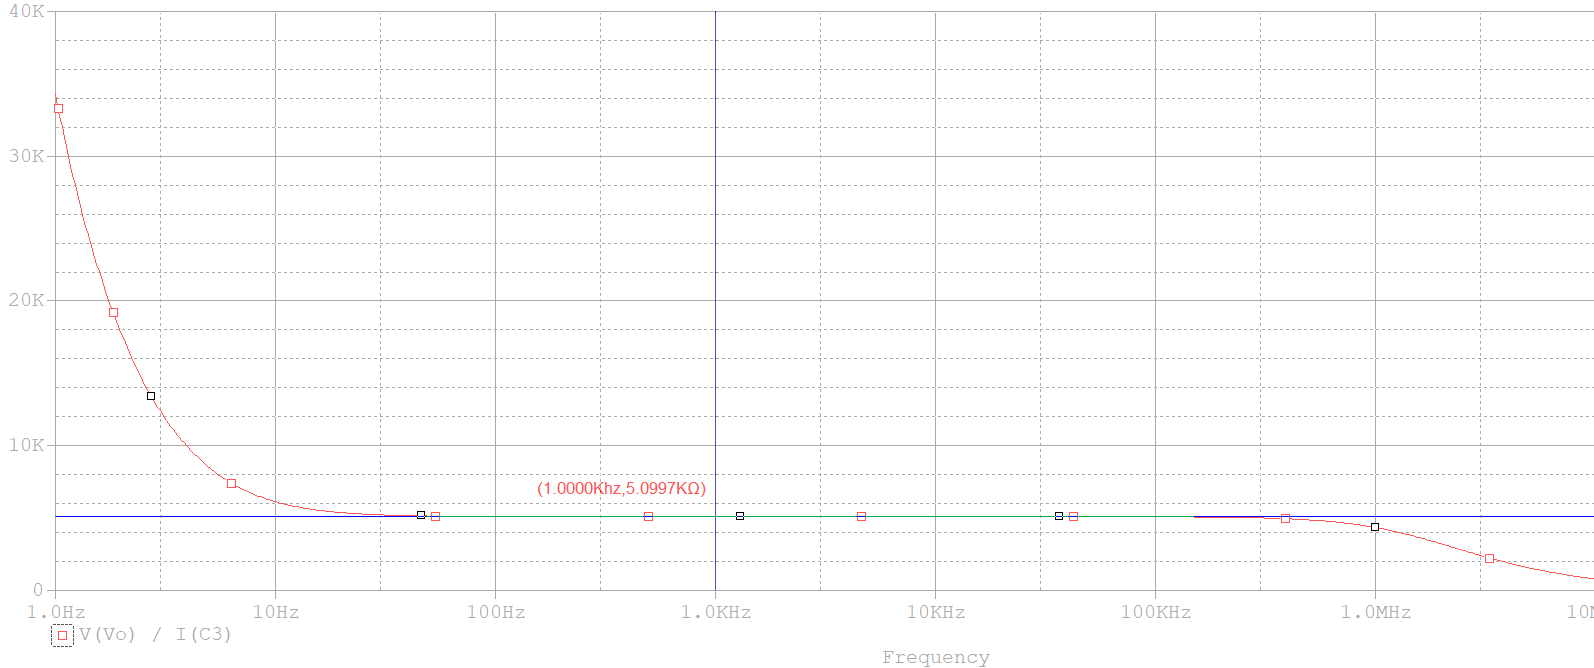 40K
30K
20K
10K
(1.0000Khz,5.0997KΩ)
0
1.0Hz 10Hz 100Hz 1.0KHz 10KHz 100KHz 1.0MHz 10M
V(Vo) / I(C3)
Frequency